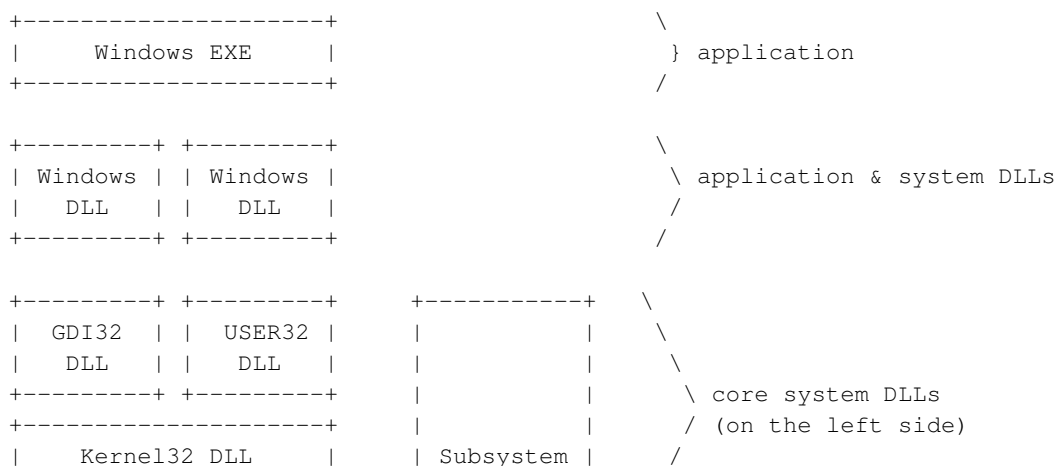 +---------------------+                      \
|     Windows EXE     |                       } application
+---------------------+                      /

+---------+ +---------+                      \
| Windows | | Windows |                       \ application & system DLLs
|   DLL   | |   DLL   |                       /
+---------+ +---------+                      /

+---------+ +---------+     +-----------+   \
|  GDI32  | |  USER32 |     |           |    \
|   DLL   | |   DLL   |     |           |     \
+---------+ +---------+     |           |      \ core system DLLs
+---------------------+     |           |      / (on the left side)
|    Kernel32 DLL     |     | Subsystem |     /